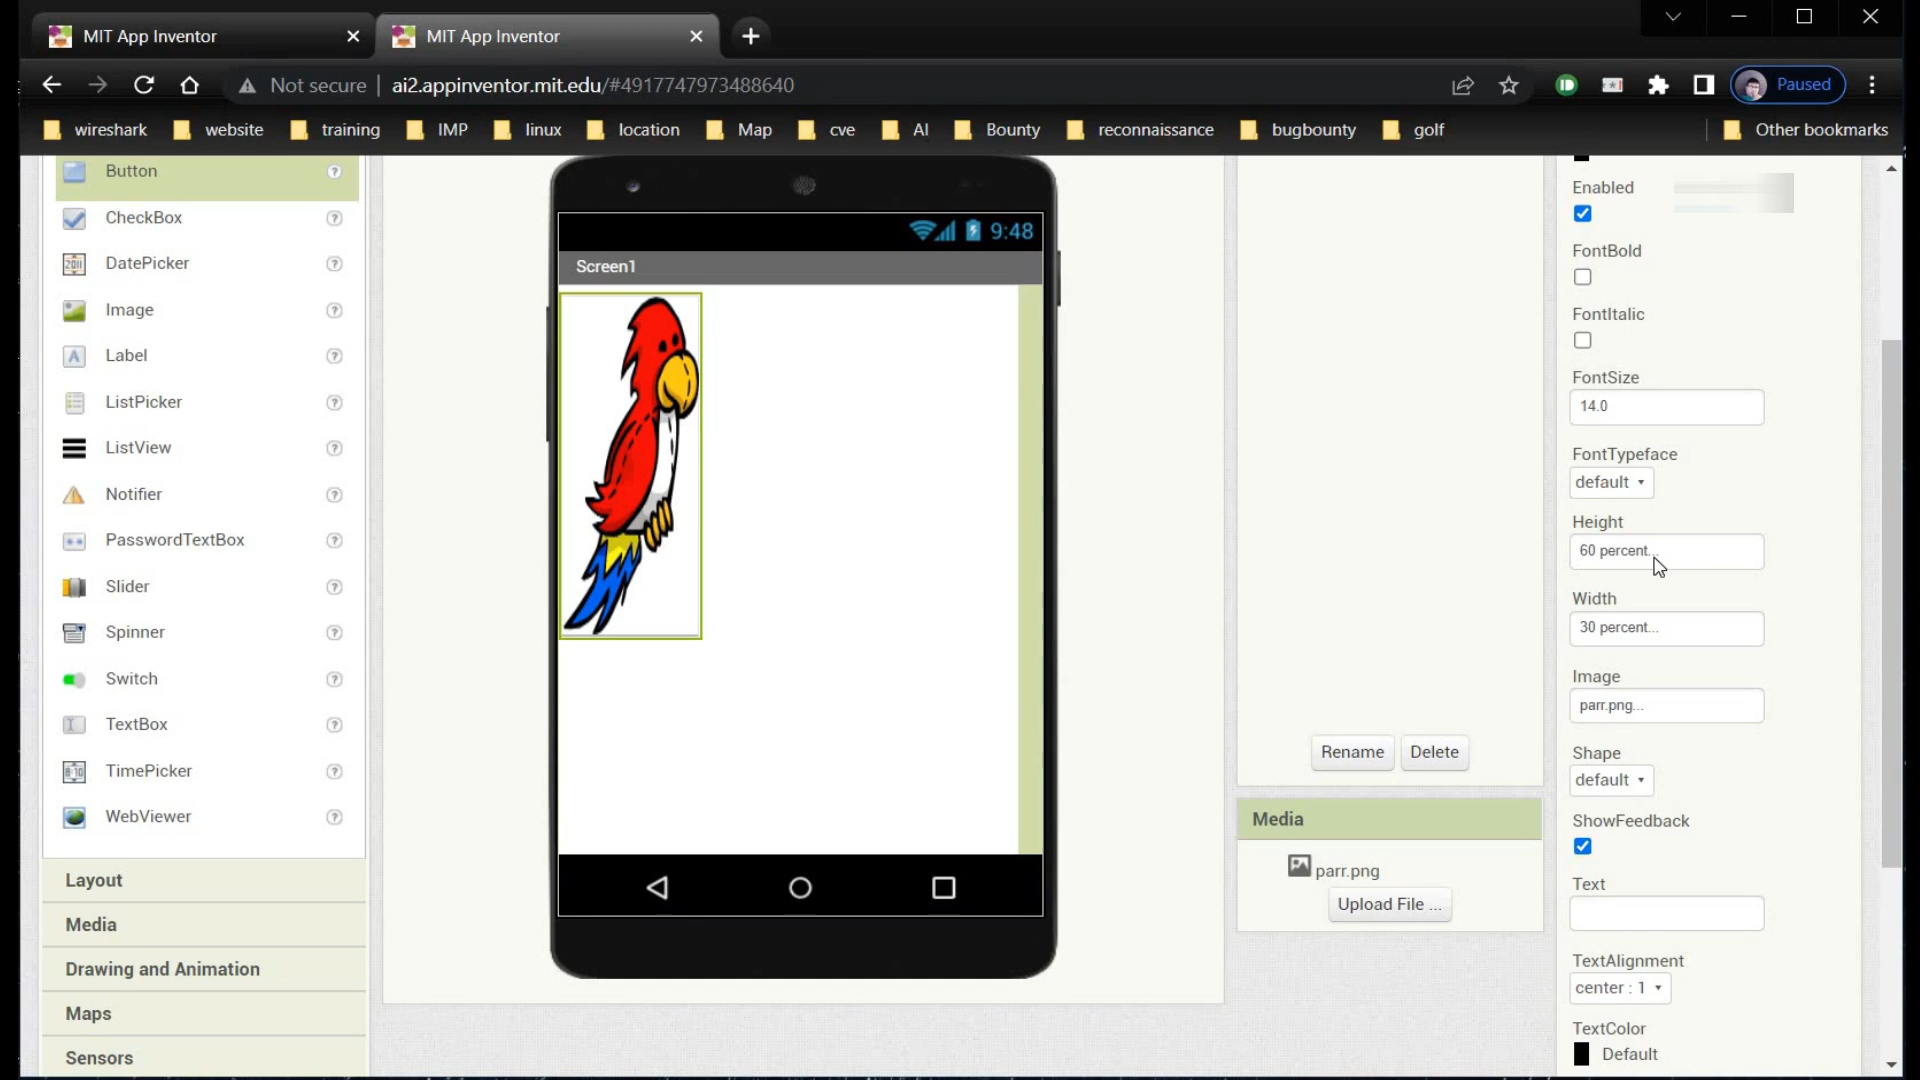 MIT App Inventor
MIT App Inventor
Not secure
ai2.appinventor.mit.edu/#4917747973488640
Paused
wireshark
website
training
IMP
linux
location
Map
cve
AI
Bounty
reconnaissance
bugbounty
golf
Other bookmarks
Button
CheckBox
DatePicker
Image
Label
ListPicker
ListView
Notifier
PasswordTextBox
Slider
Spinner
Switch
TextBox
TimePicker
WebViewer
Layout
Media
Drawing and Animation
Maps
Sensors
9:48
Screen1
Rename
Delete
Media
parr.png
Upload File ...
Enabled
FontBold
FontItalic
FontSize
14.0
FontTypeface
default
Height
60 percent...
Width
30 percent...
Image
parr.png...
Shape
default
ShowFeedback
Text
TextAlignment
center : 1
TextColor
Default